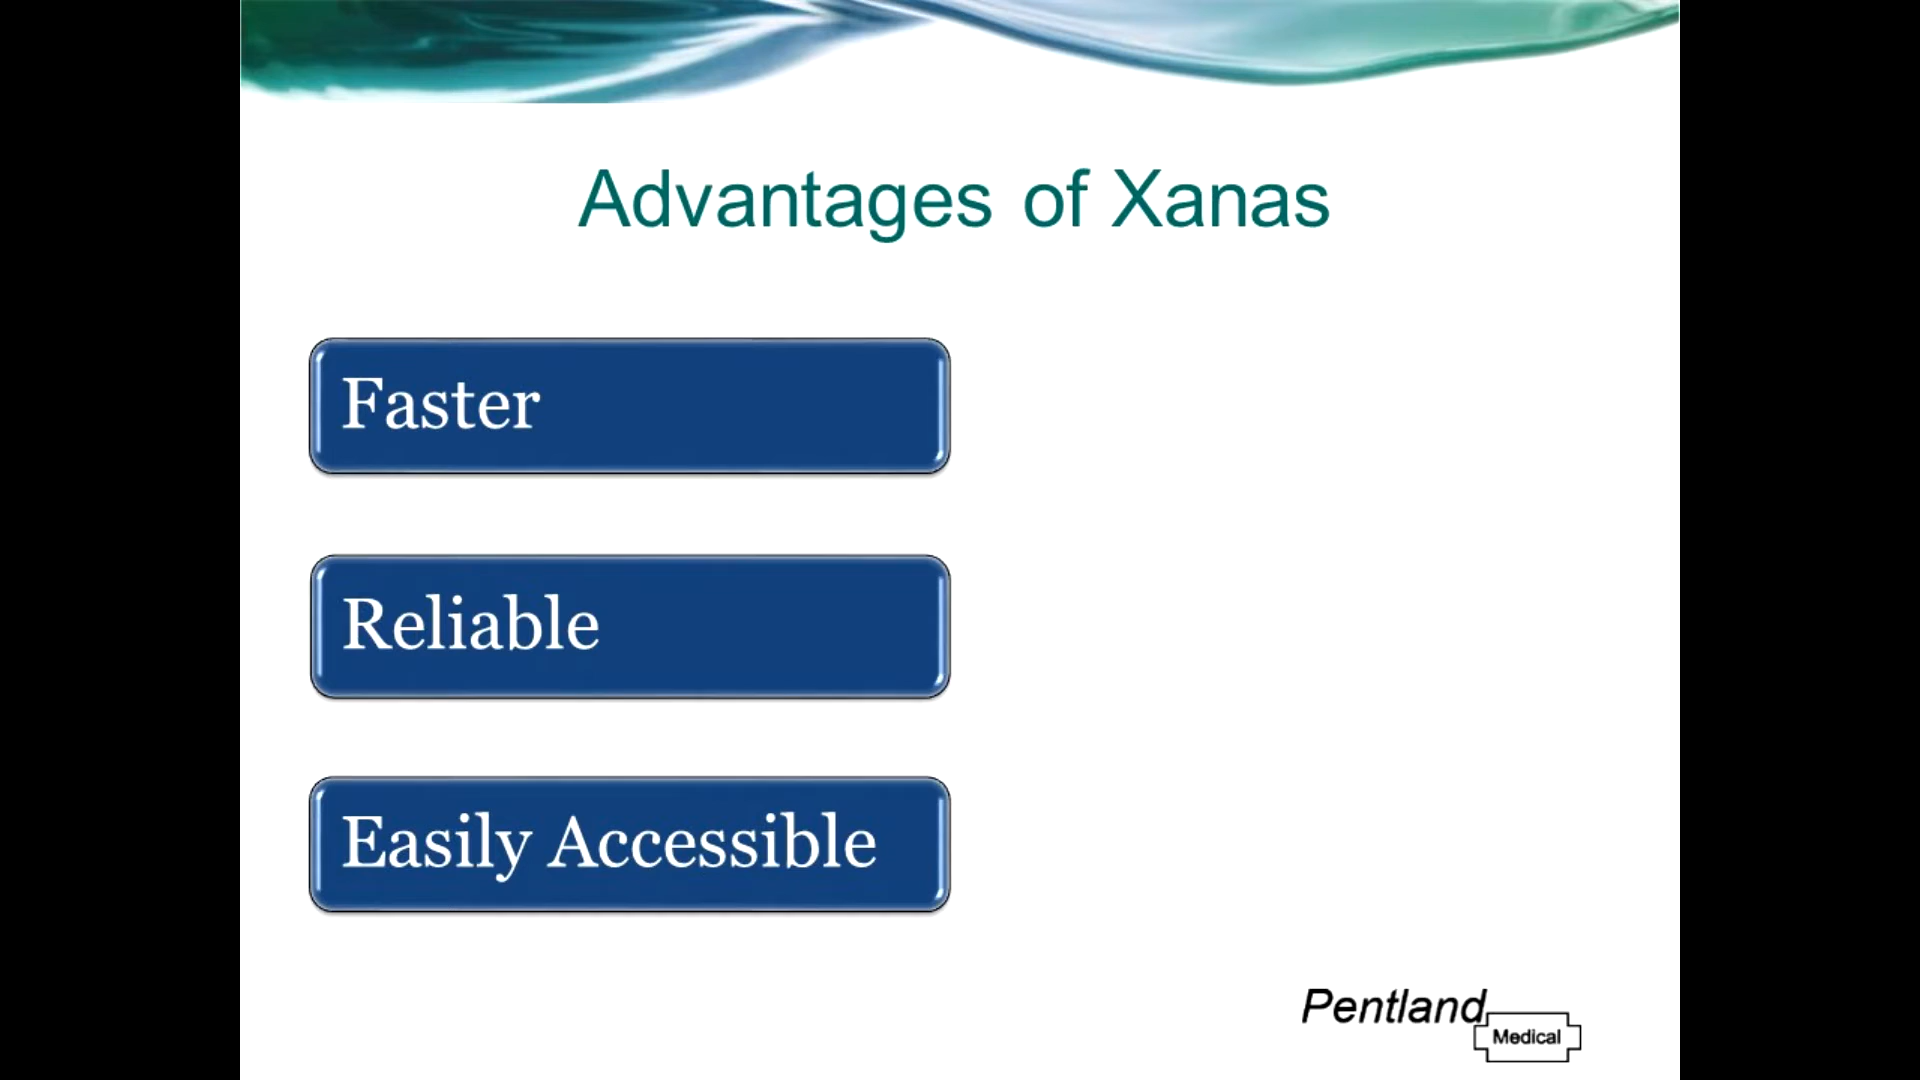 Advantages of Xanas
Faster
Reliable
Easily Accessible
Pentland
Medical